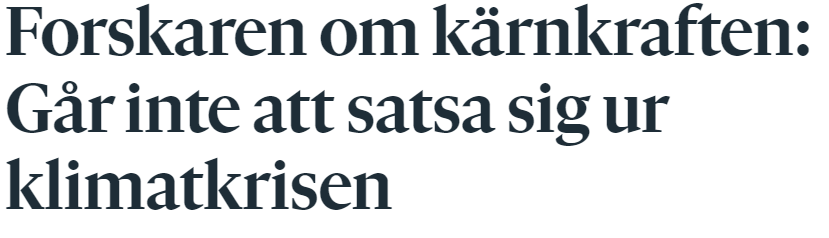 Forskaren om kärnkraften:
Går inte att satsa sig ur
klimatkrisen